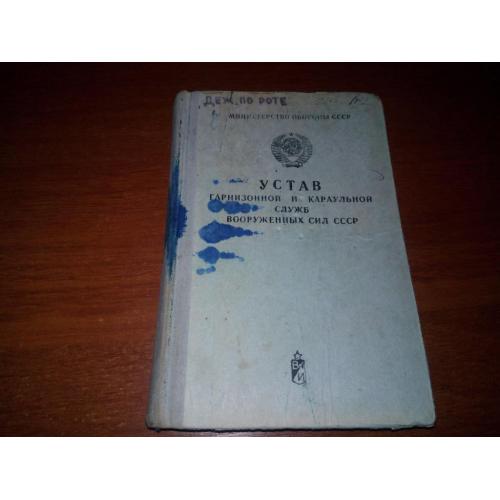 ДЕЖ. ПО РОТЕ
МИНИСТЕРСТВО ОБОРОНЫ СССР
УСТАВ
ГАРНИЗОННОЙ И КАРАУЛЬНОЙ
СЛУЖБ
ВООРУЖЕННЫХ СИЛ СССР